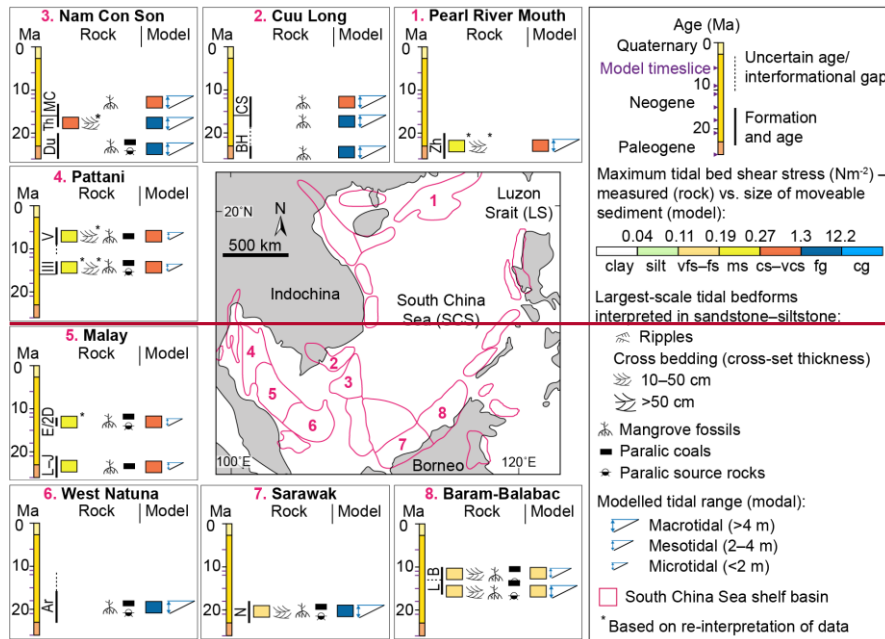 3. Nam Con Son
Ma Rock Model
0
10
20
MC
Th
Du
*
2. Cuu Long
Ma Rock Model
0
10
20
CS
BH
1. Pearl River Mouth
Ma Rock Model
0
10
20
Zh
* *
4. Pattani
Ma Rock Model
0
10
20
V
III
*
* *
5. Malay
Ma Rock Model
0
10
20
E/2D
L–J
*
6. West Natuna
Ma Rock Model
0
10
20
Ar
7. Sarawak
Ma Rock Model
0
10
20
N
8. Baram-Balabac
Ma Rock Model
0
10
20
B
L
20°N
N
500 km
Indochina
Luzon
Strait (LS)
South China
Sea (SCS)
Borneo
100°E
120°E
1
2
3
4
5
6
7
8
Age (Ma)
Quaternary 0
Model timeslice
10
Neogene
20
Paleogene
Uncertain age/
interformational gap
Formation
and age
Maximum tidal bed shear stress (Nm-2) –
measured (rock) vs. size of moveable
sediment (model):
0.04 0.11 0.19 0.27 1.3 12.2
clay silt vfs–fs ms cs–vcs fg cg
Largest-scale tidal bedforms
interpreted in sandstone–siltstone:
Ripples
Cross bedding (cross-set thickness)
10–50 cm
>50 cm
Mangrove fossils
Paralic coals
Paralic source rocks
Modelled tidal range (modal):
Macrotidal (>4 m)
Mesotidal (2–4 m)
Microtidal (<2 m)
South China Sea shelf basin
* Based on re-interpretation of data